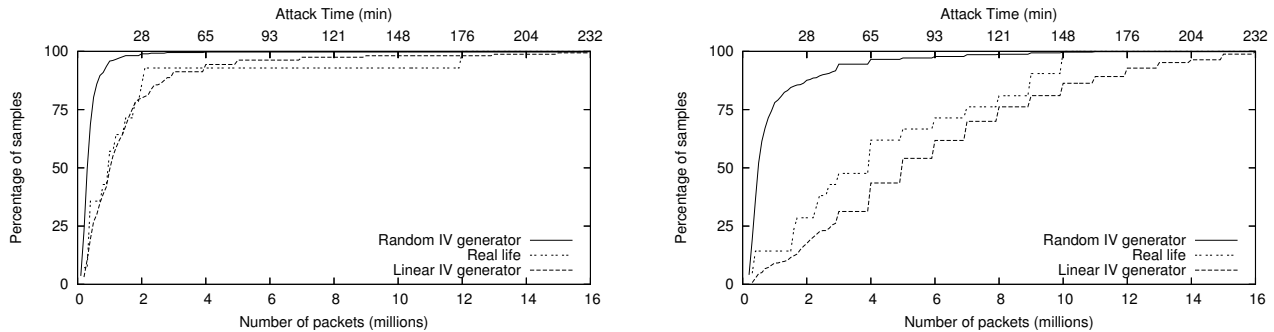 Attack Time (min)
28 65 93 121 148 176 204 232
100
75
50
25
0
Percentage of samples
Random IV generator
Real life
Linear IV generator
0 2 4 6 8 10 12 14 16
Number of packets (millions)
Attack Time (min)
28 65 93 121 148 176 204 232
100
75
50
25
0
Percentage of samples
Random IV generator
Real life
Linear IV generator
0 2 4 6 8 10 12 14 16
Number of packets (millions)